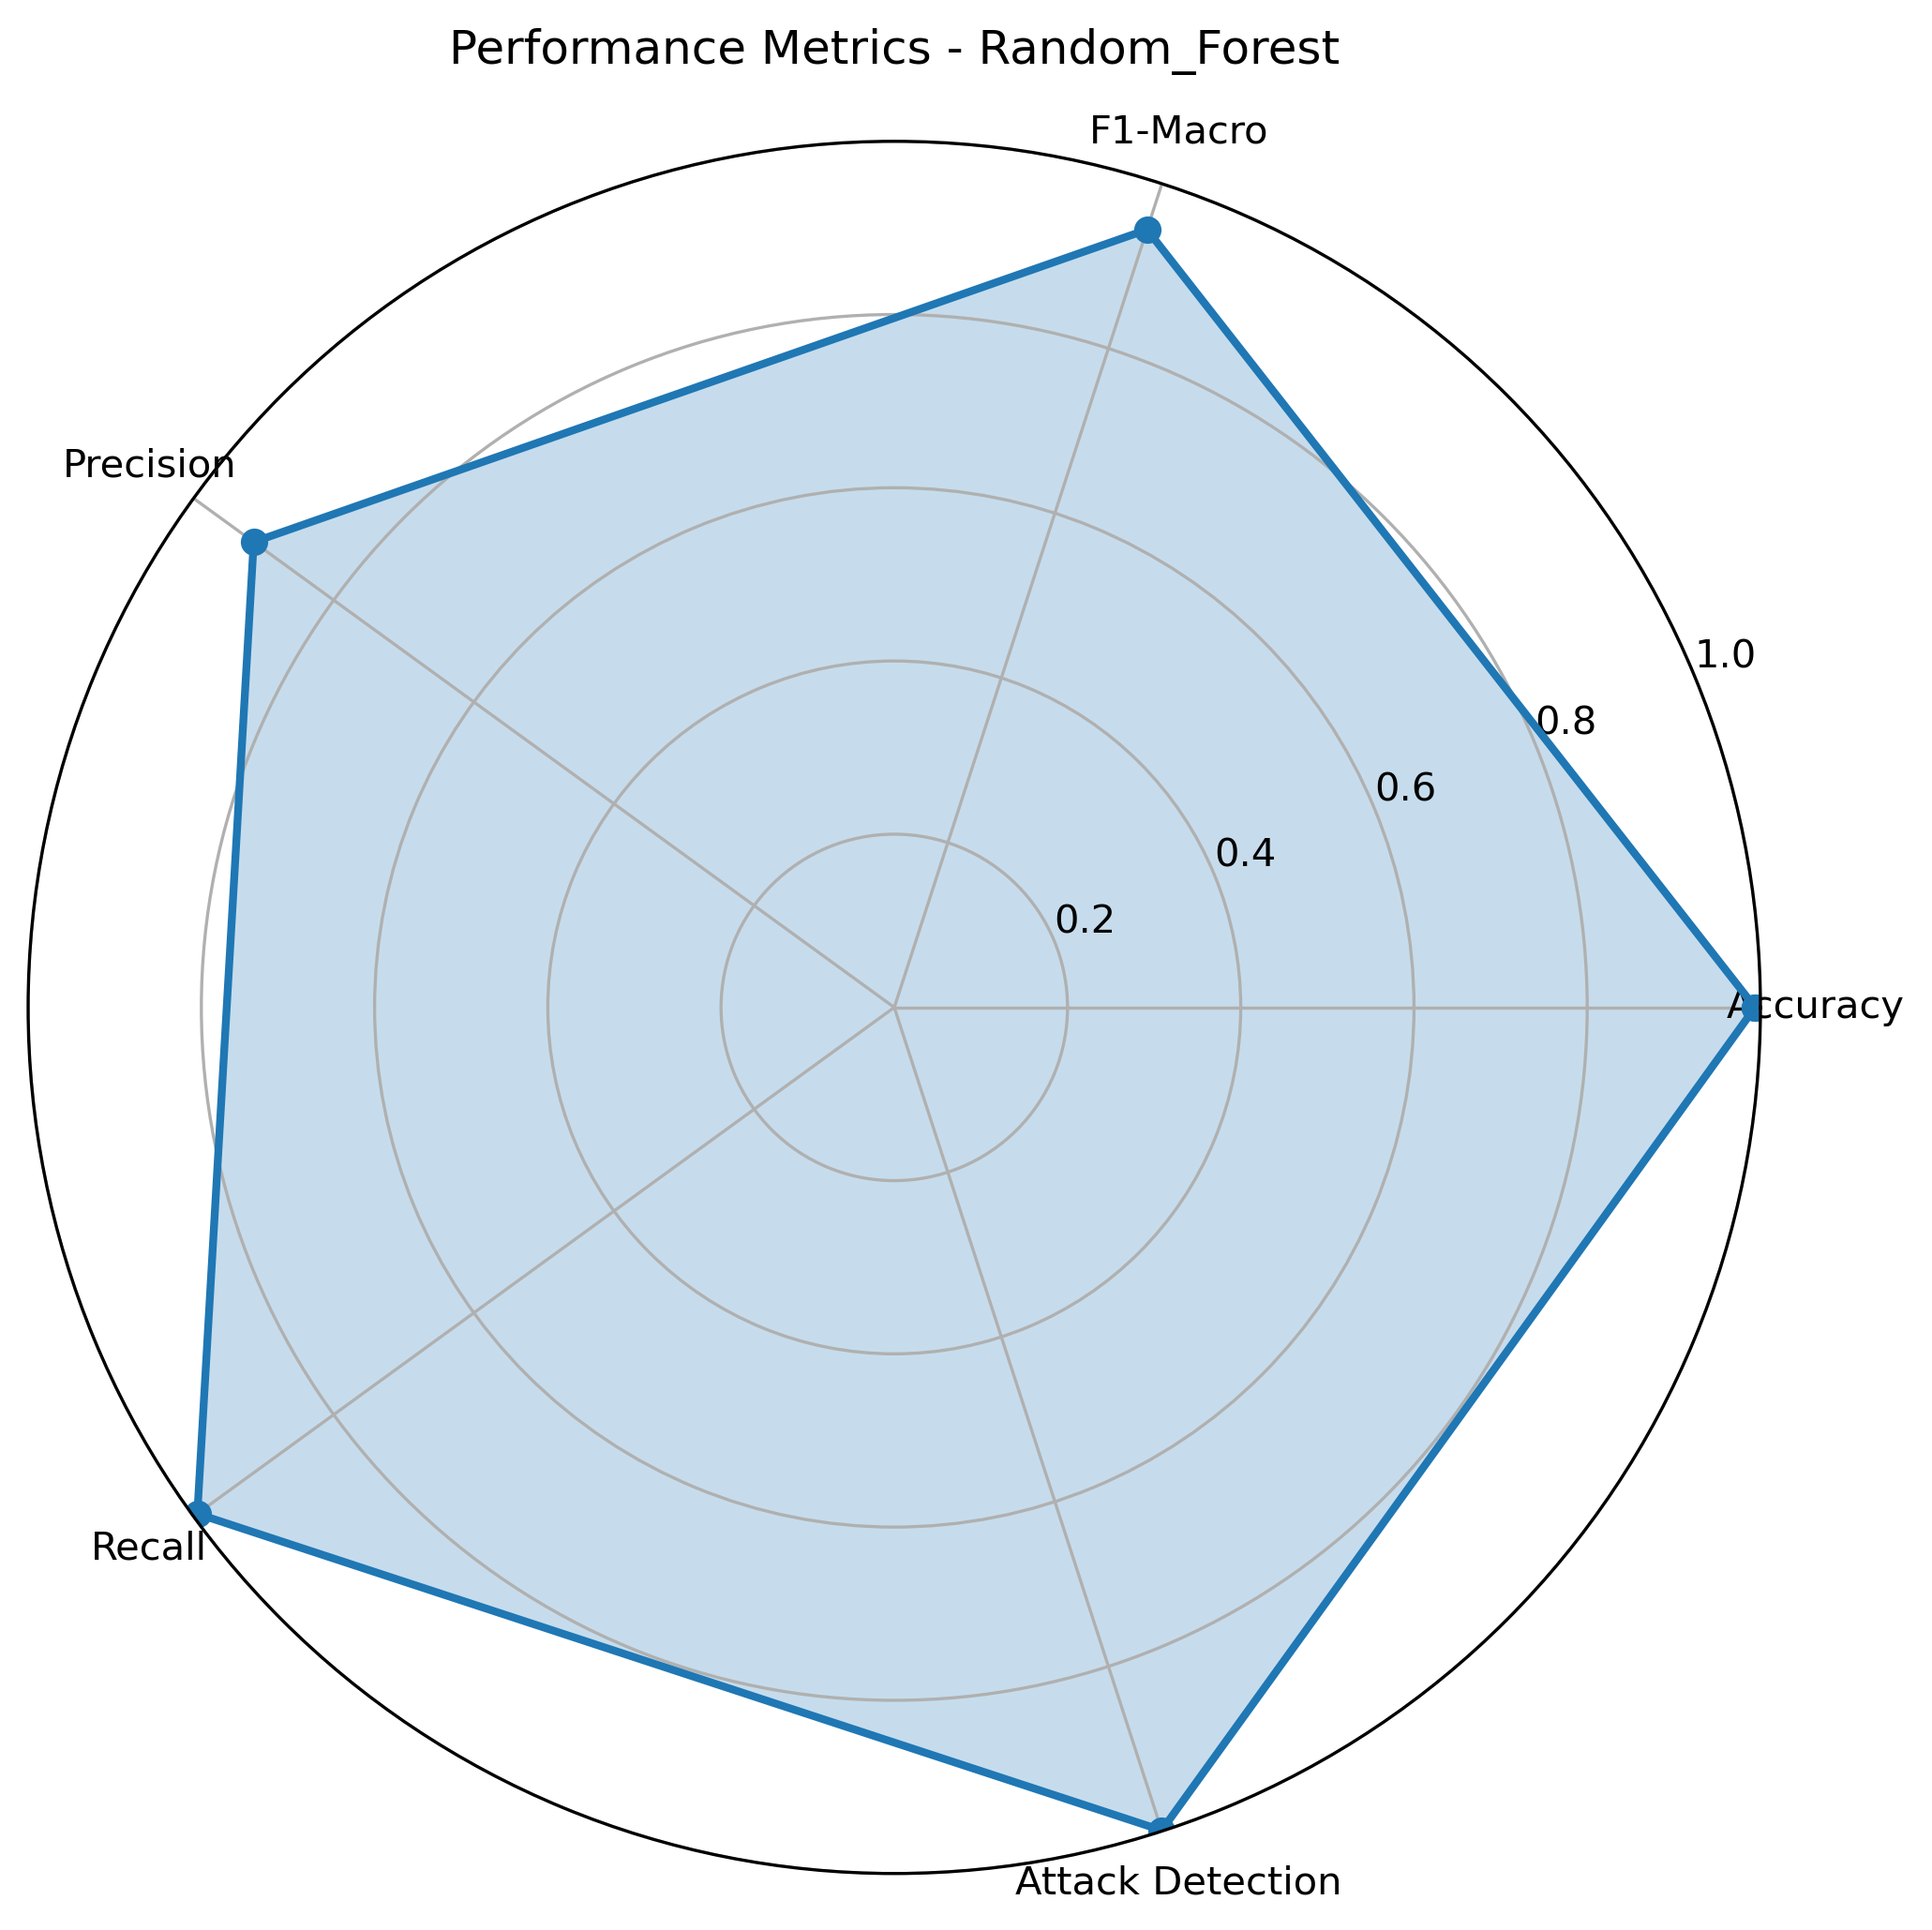 Performance Metrics - Random_Forest
F1-Macro
Precision
1.0
0.8
0.6
0.4
0.2
Accuracy
Recall
Attack Detection